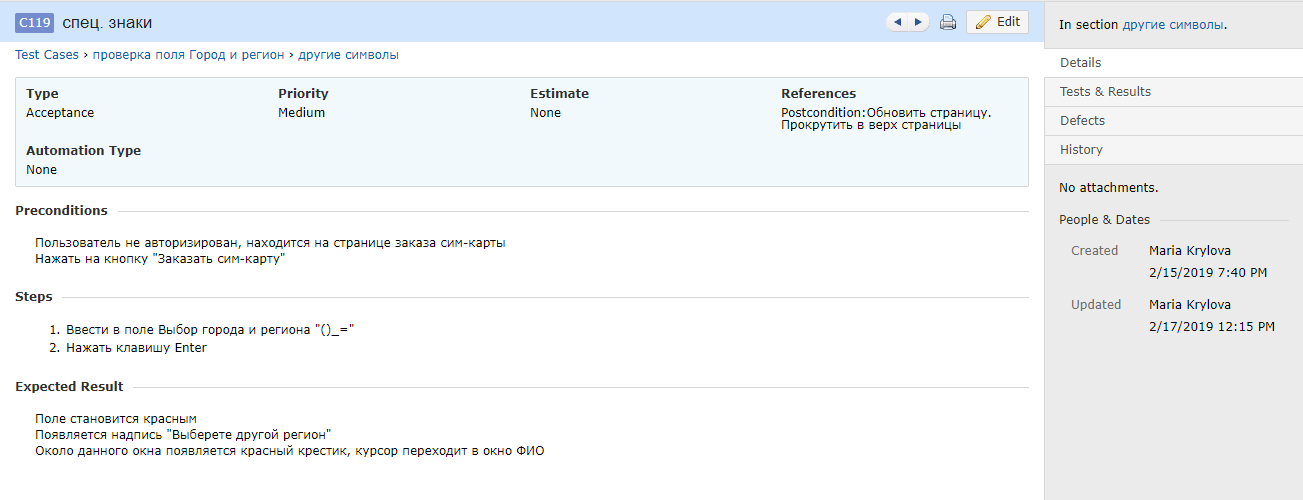 C119 спец. знаки
Edit
Test Cases › проверка поля Город и регион › другие символы
Type
Acceptance
Priority
Medium
Estimate
None
References
Postcondition:Обновить страницу.
Прокрутить в верх страницы
Automation Type
None
Preconditions
Пользователь не авторизирован, находится на странице заказа сим-карты
Нажать на кнопку "Заказать сим-карту"
Steps
1. Ввести в поле Выбор города и региона "()_="
2. Нажать клавишу Enter
Expected Result
Поле становится красным
Появляется надпись "Выберете другой регион"
Около данного окна появляется красный крестик, курсор переходит в окно ФИО
In section другие символы.
Details
Tests & Results
Defects
History
No attachments.
People & Dates
Created Maria Krylova
2/15/2019 7:40 PM
Updated Maria Krylova
2/17/2019 12:15 PM